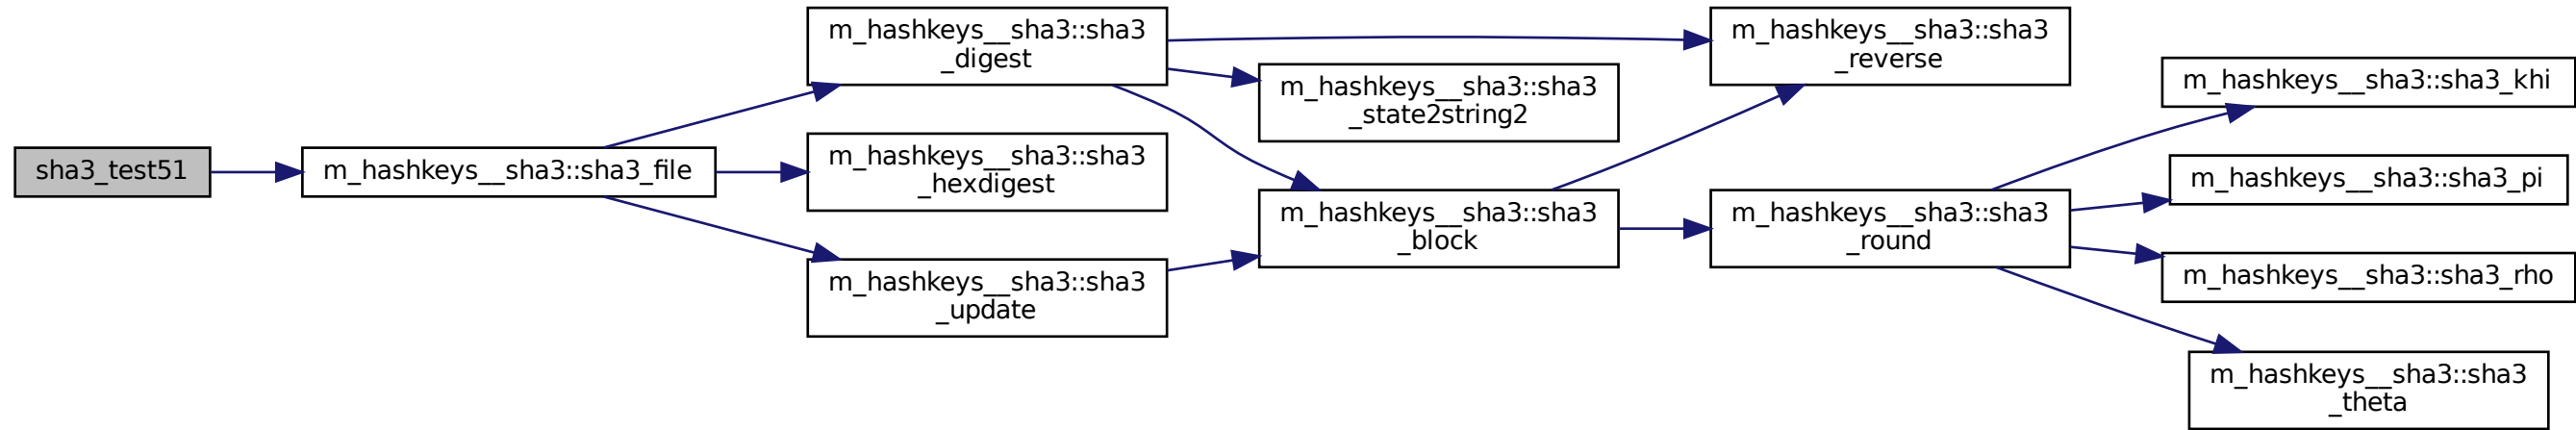 sha3_test51
m_hashkeys__sha3::sha3_file
m_hashkeys__sha3::sha3
_digest
m_hashkeys__sha3::sha3
_hexdigest
m_hashkeys__sha3::sha3
_update
m_hashkeys__sha3::sha3
_state2string2
m_hashkeys__sha3::sha3
_block
m_hashkeys__sha3::sha3
_reverse
m_hashkeys__sha3::sha3
_round
m_hashkeys__sha3::sha3_khi
m_hashkeys__sha3::sha3_pi
m_hashkeys__sha3::sha3_rho
m_hashkeys__sha3::sha3
_theta